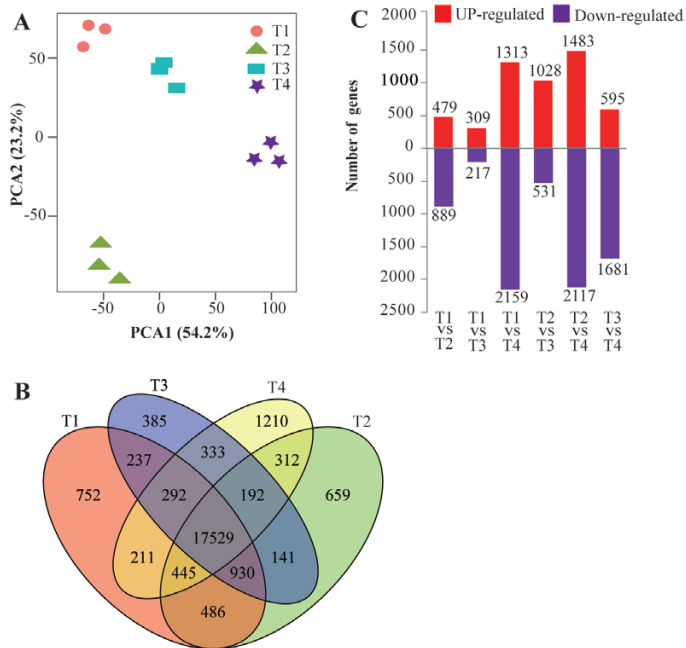 A
T1
T2
T3
T4
50
0
-50
PCA2 (23.2%)
-50
0
50
100
PCA1 (54.2%)
C
UP-regulated
Down-regulated
2000
1500
1000
500
0
500
1000
1500
2000
2500
Number of genes
479
309
1313
1028
1483
595
889
217
2159
531
2117
1681
T1 vs T2
T1 vs T3
T1 vs T4
T2 vs T3
T2 vs T4
T3 vs T4
B
T1
T3
T4
T2
385
1210
237
333
312
752
292
192
659
17529
211
141
445
930
486